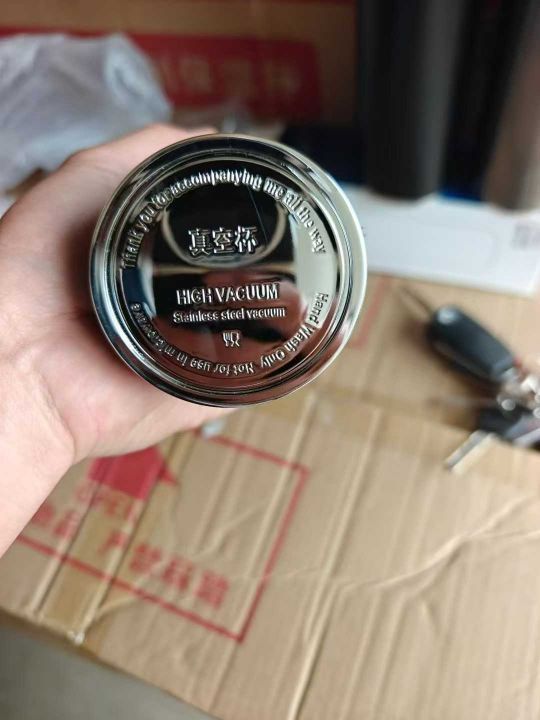 Thank you for accompanying me all the way
真空杯
HIGH VACUUM
Stainless steel vacuum
Hand Wash Only Not for use in microwave
OPEN